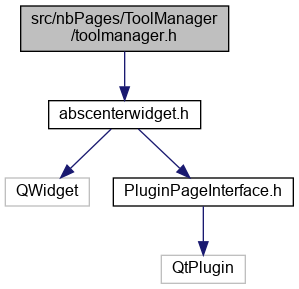 src/nbPages/ToolManager
/toolmanager.h
abscenterwidget.h
QWidget
PluginPageInterface.h
QtPlugin